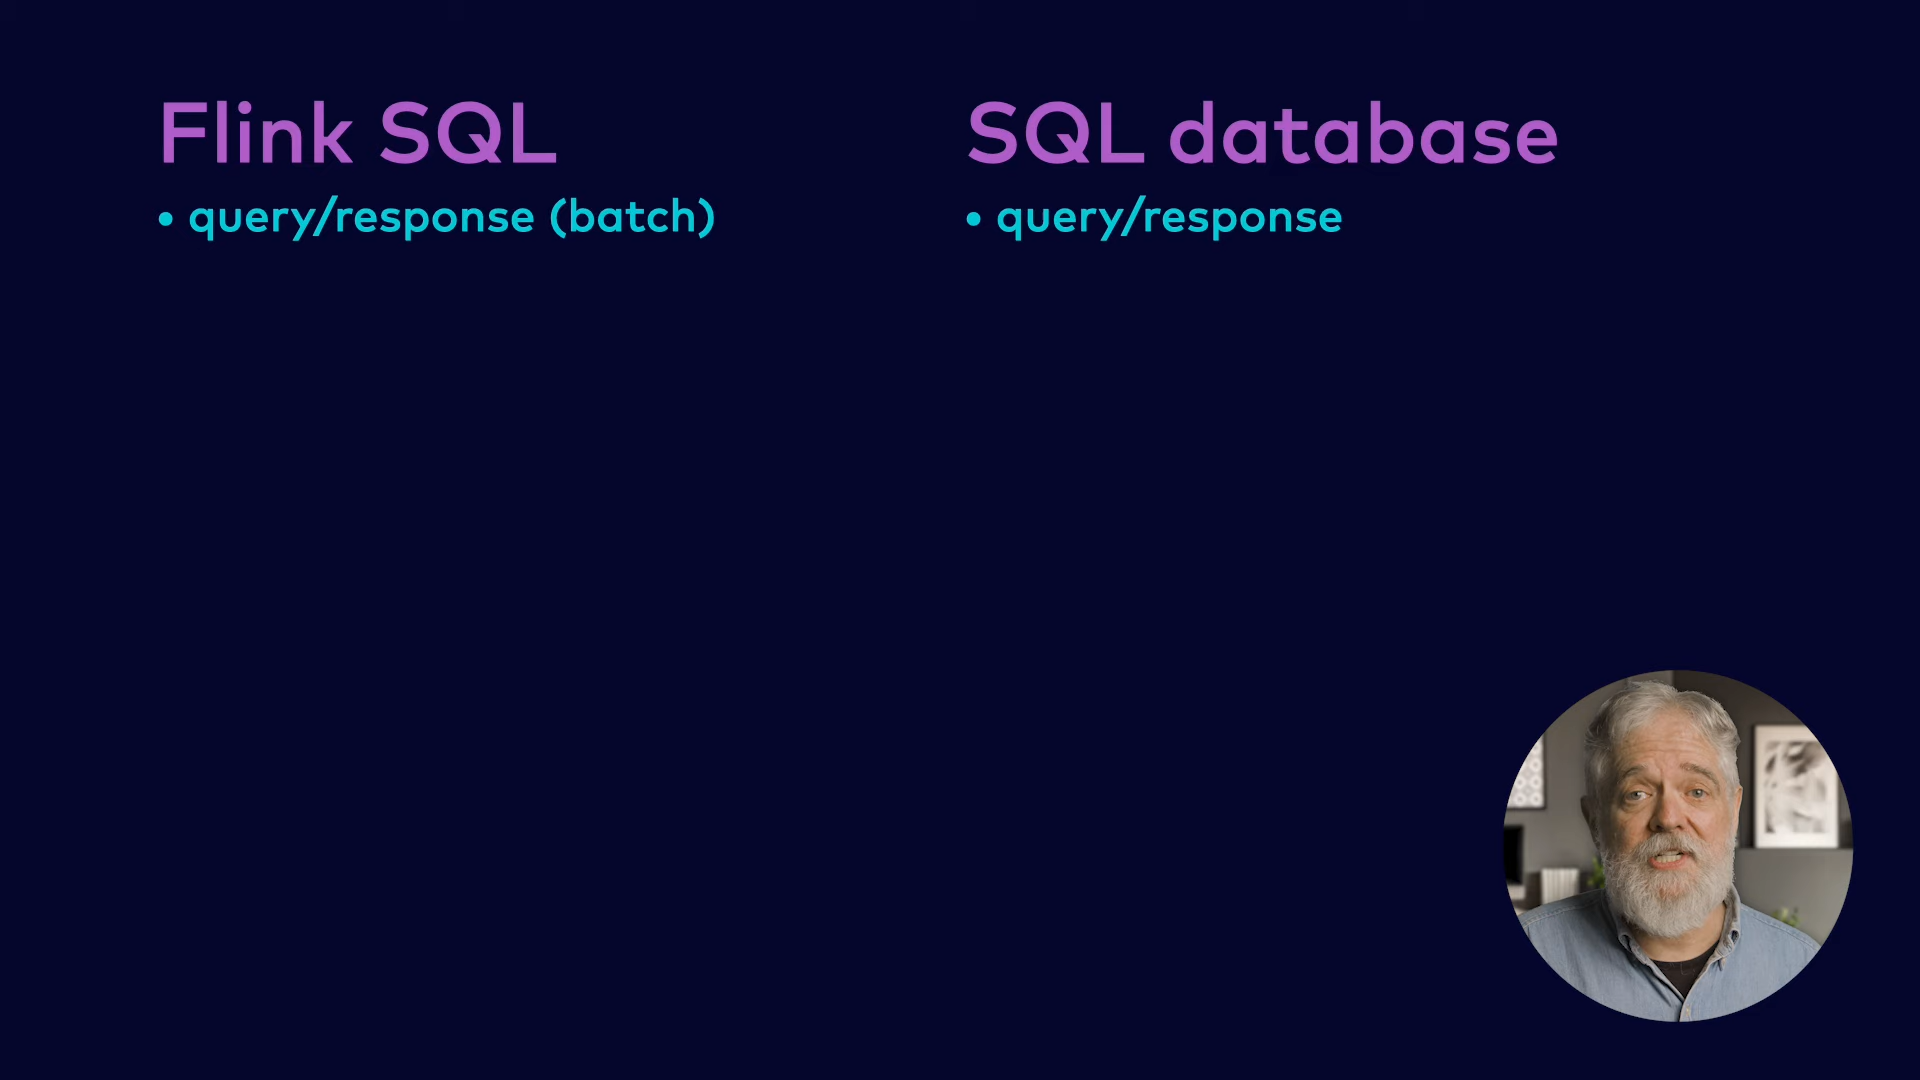 Flink SQL
• query/response (batch)
SQL database
• query/response